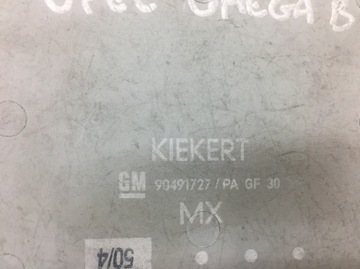 OPEL OMEGA B
KIEKERT
GM 90491727 / PA GF 30
MX
50/4